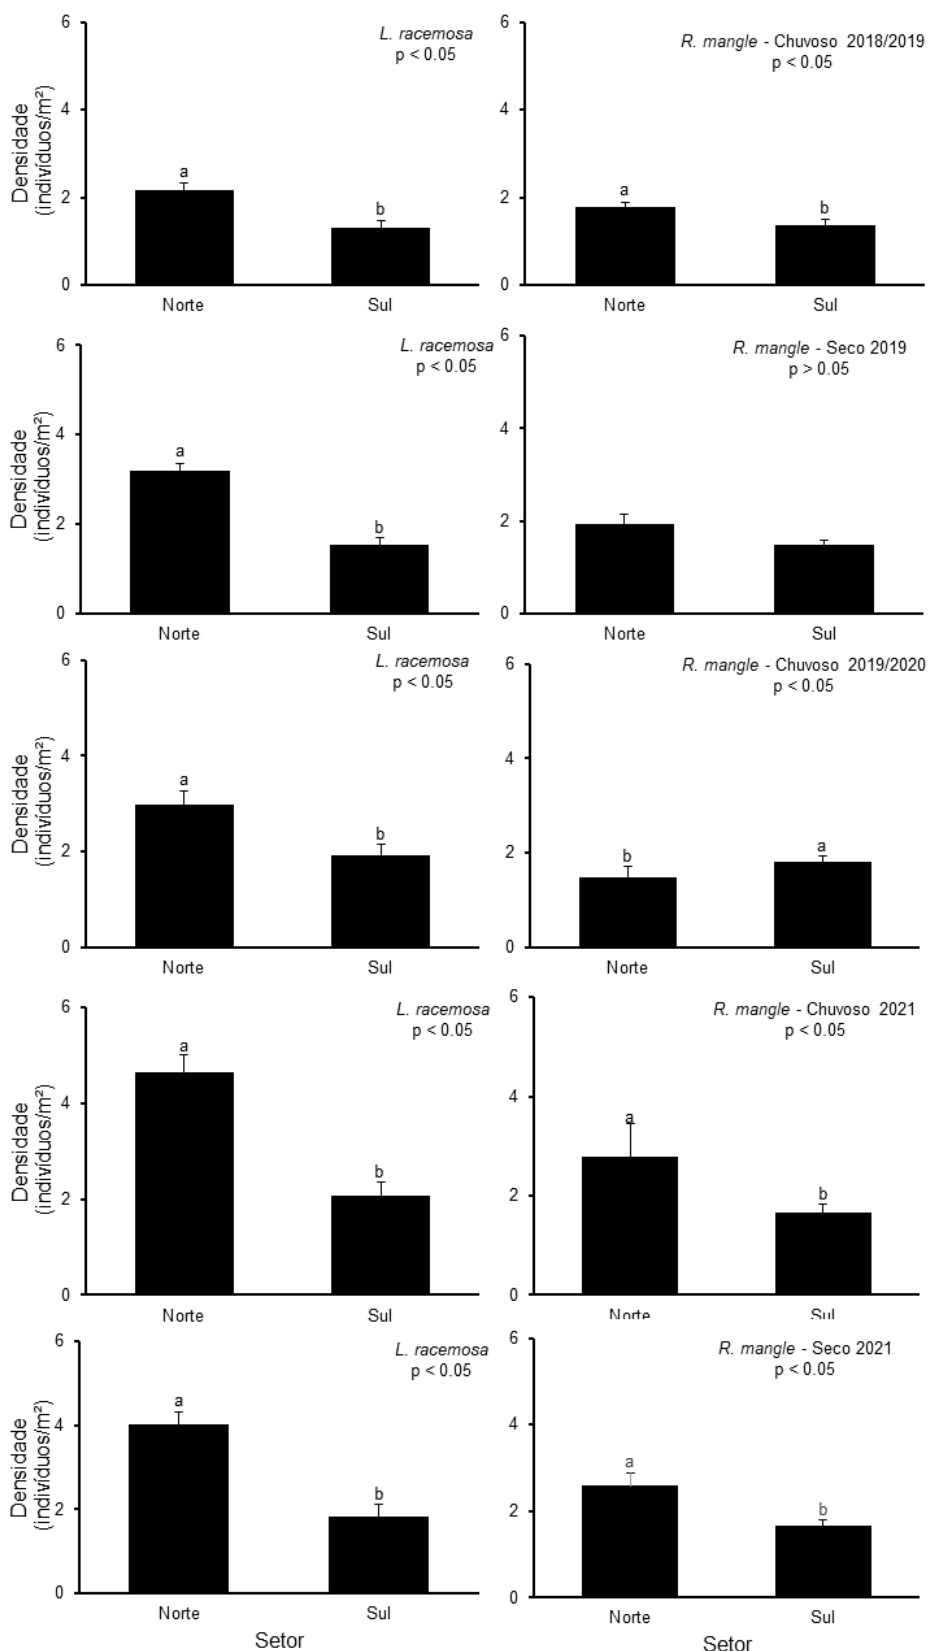 6
4
2
0
Densidade
(indivíduos/m²)
L. racemosa
p < 0.05
a
b
Norte
Sul
6
4
2
0
R. mangle - Chuvoso 2018/2019
p < 0.05
a
b
Norte
Sul
6
4
2
0
Densidade
(indivíduos/m²)
L. racemosa
p < 0.05
a
b
Norte
Sul
6
4
2
0
R. mangle - Seco 2019
p > 0.05
Norte
Sul
6
4
2
0
Densidade
(indivíduos/m²)
L. racemosa
p < 0.05
a
b
Norte
Sul
6
4
2
0
R. mangle - Chuvoso 2019/2020
p < 0.05
b
a
Norte
Sul
6
4
2
0
Densidade
(indivíduos/m²)
L. racemosa
p < 0.05
a
b
Norte
Sul
6
4
2
0
R. mangle - Chuvoso 2021
p < 0.05
a
b
Norte
Sul
6
4
2
0
Densidade
(indivíduos/m²)
L. racemosa
p < 0.05
a
b
Norte
Sul
Setor
6
4
2
0
R. mangle - Seco 2021
p < 0.05
a
b
Norte
Sul
Setor